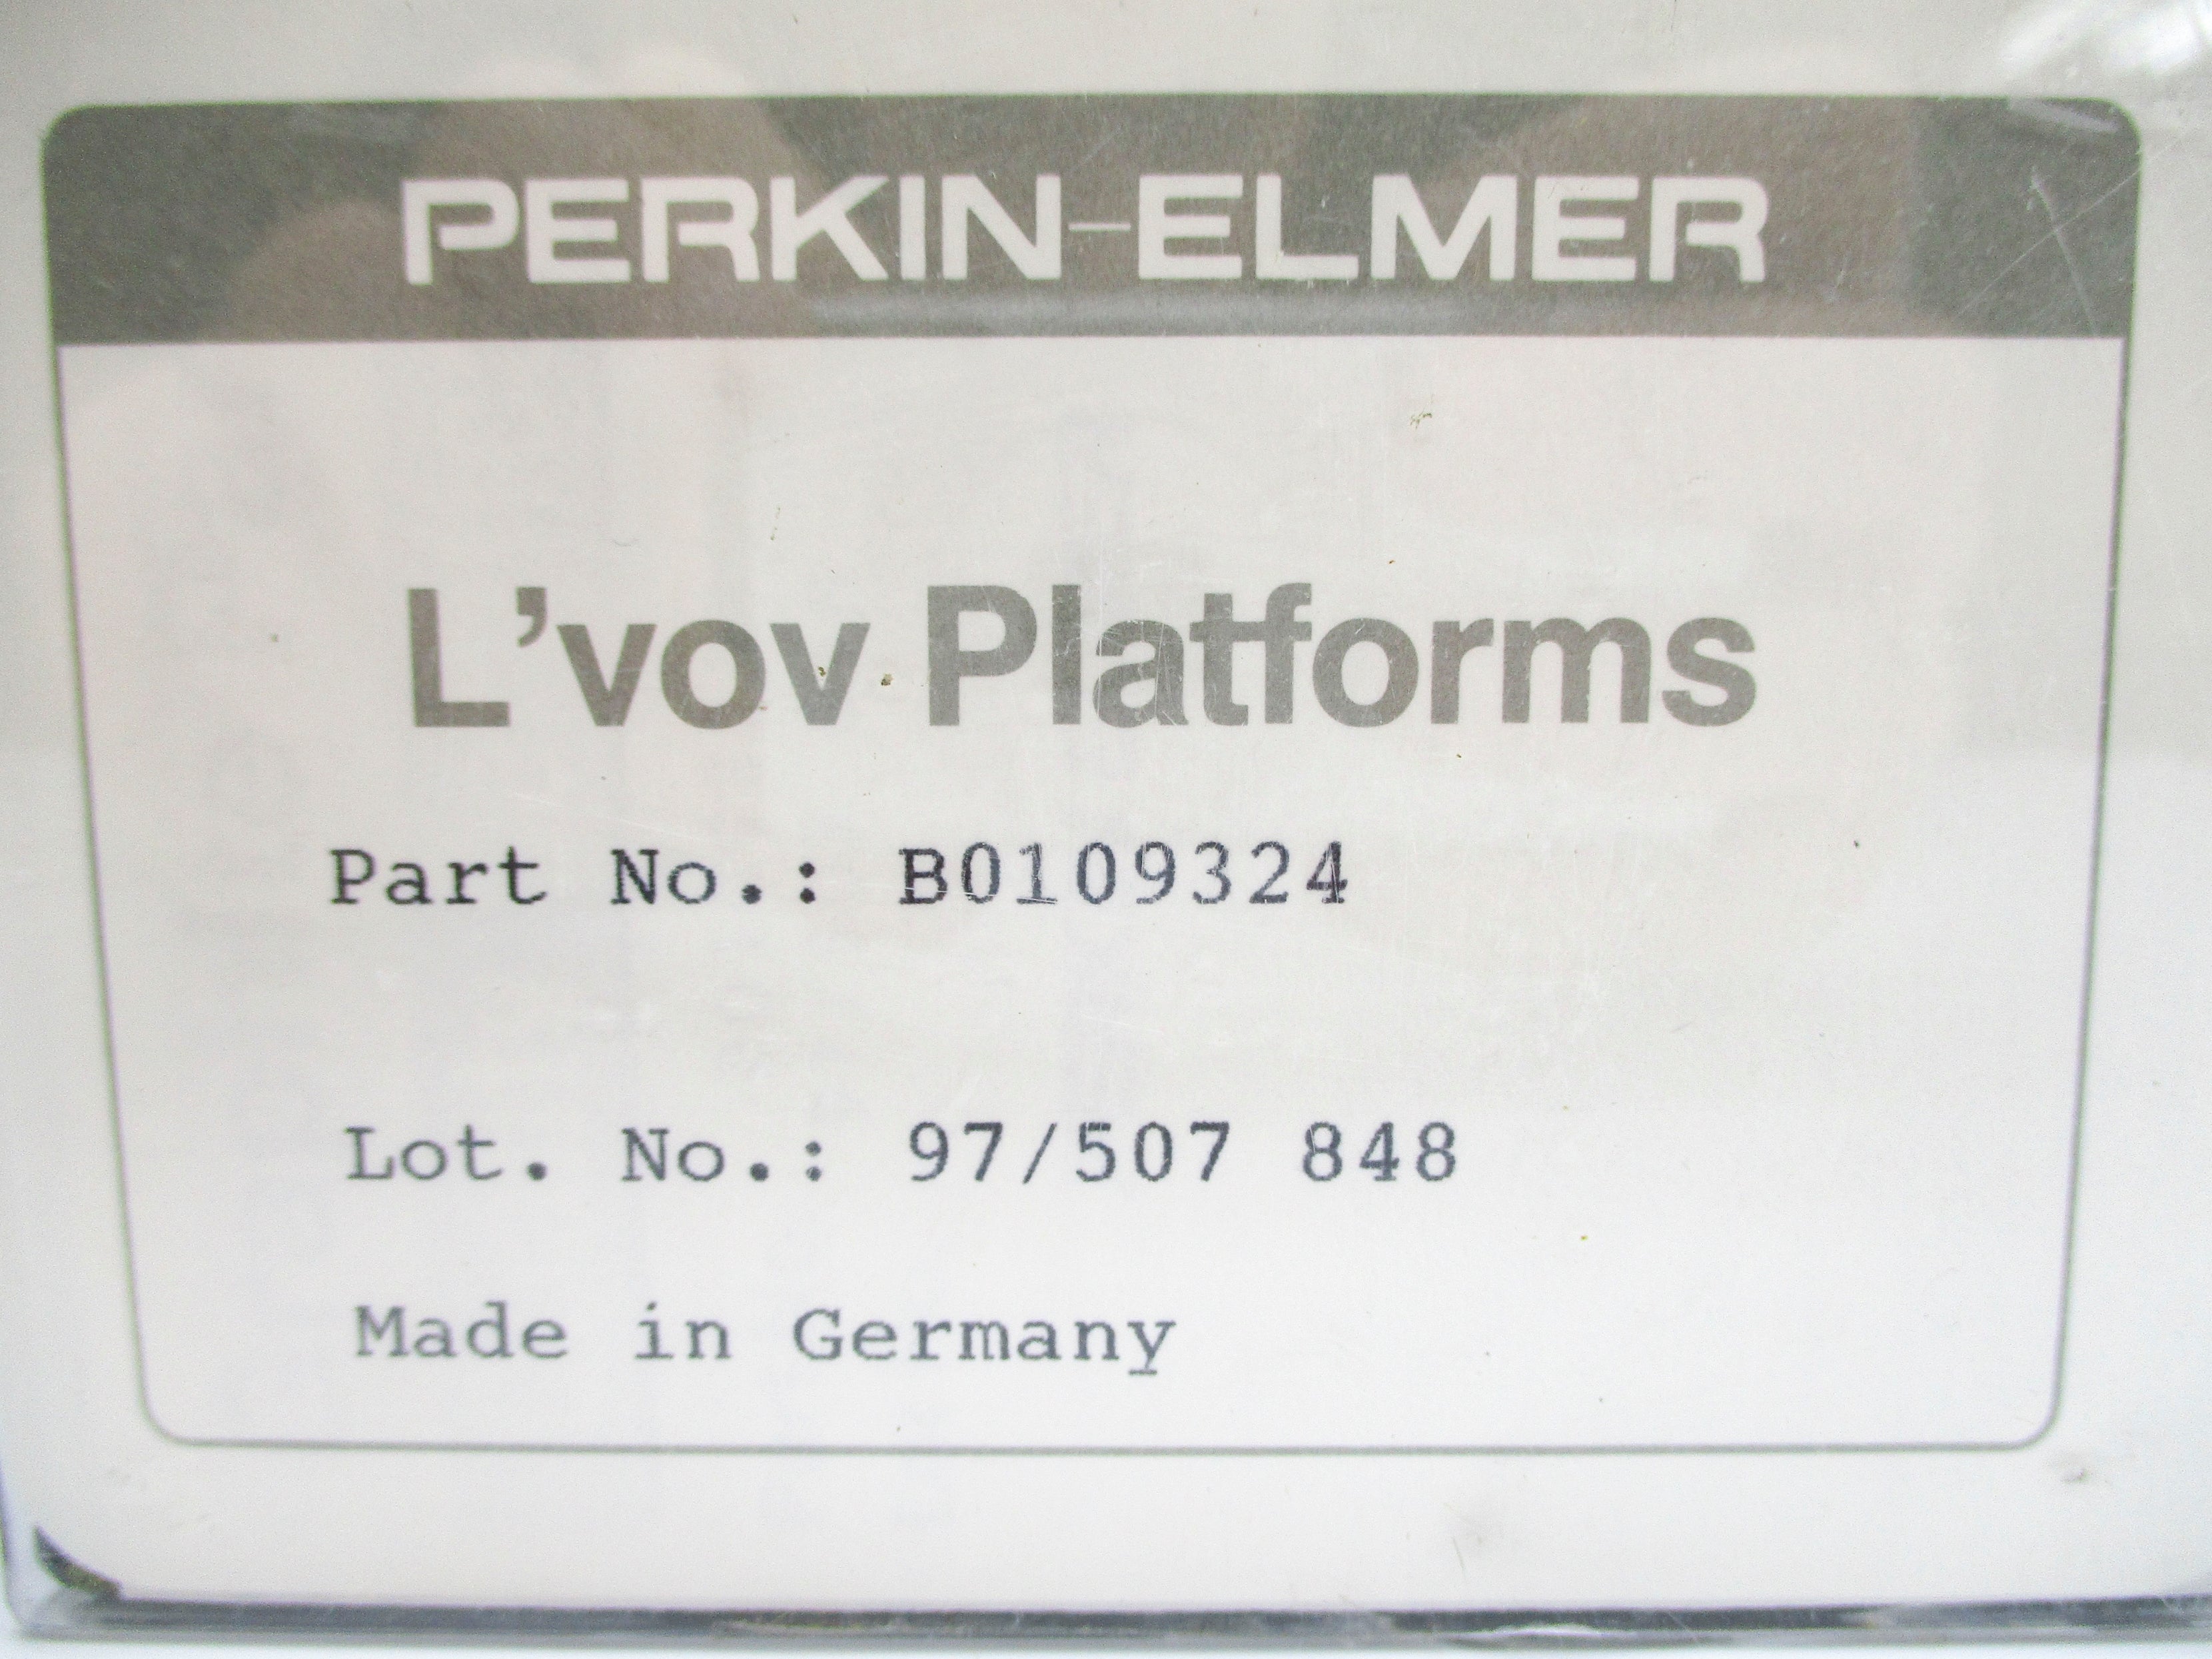 PERKIN-ELMER
L'vov Platforms
Part No.: B0109324
Lot. No.: 97/507 848
Made in Germany